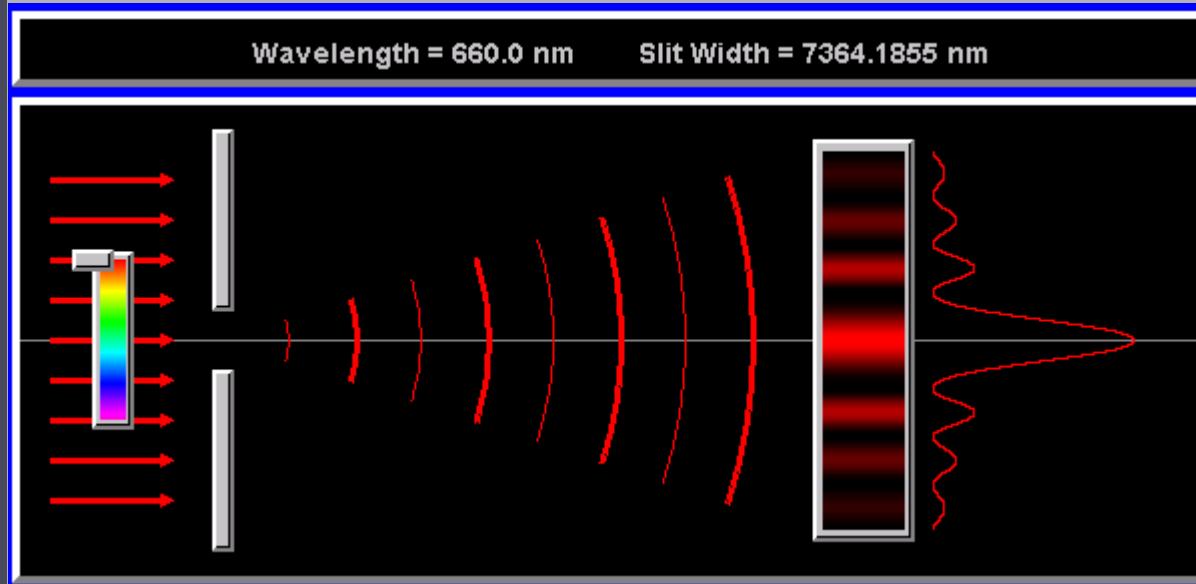 Wavelength = 660.0 nm Slit Width = 7364.1855 nm